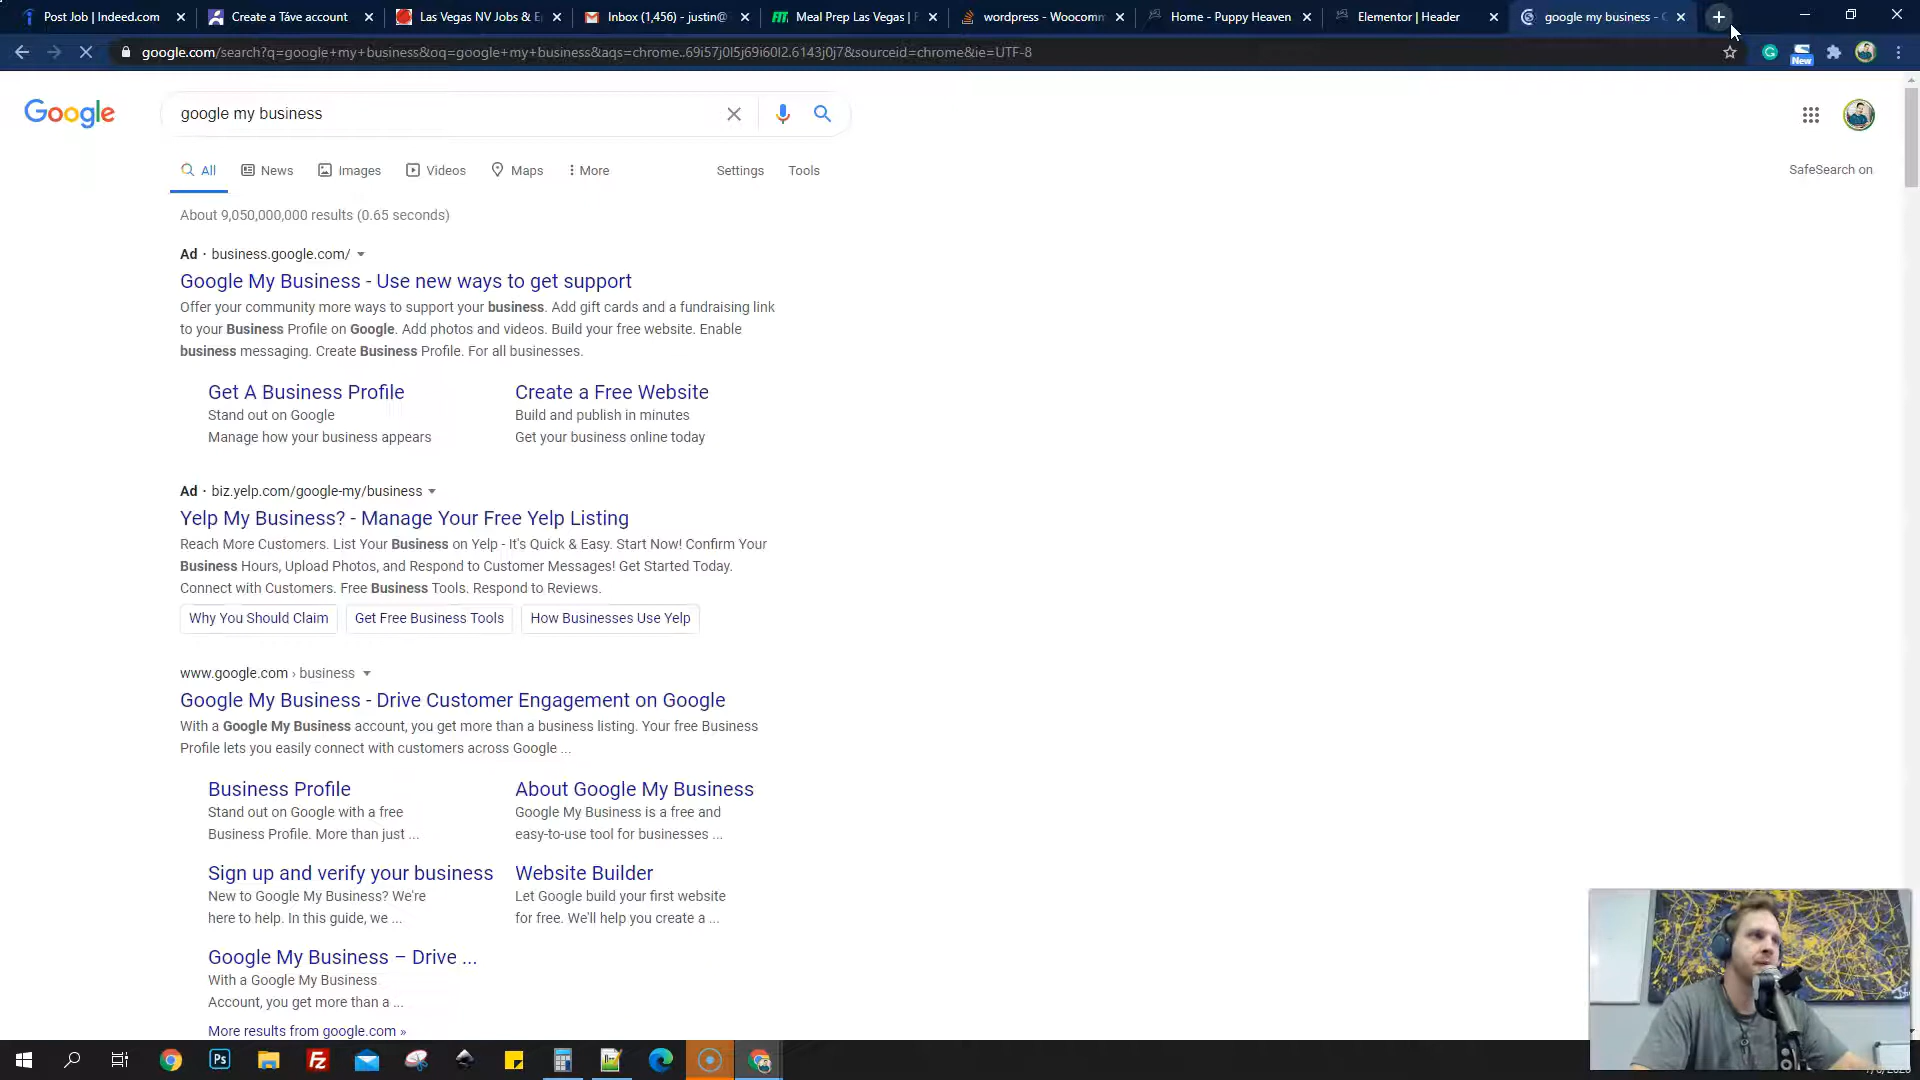 Post Job | Indeed.com
Create a Táve account
Las Vegas NV Jobs & E
Inbox (1,456) - justin@
Meal Prep Las Vegas | F
wordpress - Woocomm
Home - Puppy Heaven
Elementor | Header
google my business -
google.com/search?q=google+my+business&oq=google+my+business&aqs=chrome..69i57j0l5j69i60l2.6143j0j7&sourceid=chrome&ie=UTF-8
New
Google
google my business
All
News
Images
Videos
Maps
More
Settings
Tools
SafeSearch on
About 9,050,000,000 results (0.65 seconds)
Ad · business.google.com/
Google My Business - Use new ways to get support
Offer your community more ways to support your business. Add gift cards and a fundraising link
to your Business Profile on Google. Add photos and videos. Build your free website. Enable
business messaging. Create Business Profile. For all businesses.
Get A Business Profile
Stand out on Google
Manage how your business appears
Create a Free Website
Build and publish in minutes
Get your business online today
Ad · biz.yelp.com/google-my/business
Yelp My Business? - Manage Your Free Yelp Listing
Reach More Customers. List Your Business on Yelp - It's Quick & Easy. Start Now! Confirm Your
Business Hours, Upload Photos, and Respond to Customer Messages! Get Started Today.
Connect with Customers. Free Business Tools. Respond to Reviews.
Why You Should Claim
Get Free Business Tools
How Businesses Use Yelp
www.google.com › business
Google My Business - Drive Customer Engagement on Google
With a Google My Business account, you get more than a business listing. Your free Business
Profile lets you easily connect with customers across Google ...
Business Profile
Stand out on Google with a free
Business Profile. More than just ...
About Google My Business
Google My Business is a free and
easy-to-use tool for businesses ...
Sign up and verify your business
New to Google My Business? We're
here to help. In this guide, we ...
Website Builder
Let Google build your first website
for free. We'll help you create a ...
Google My Business – Drive ...
With a Google My Business
Account, you get more than a ...
More results from google.com »
Ps
Fz